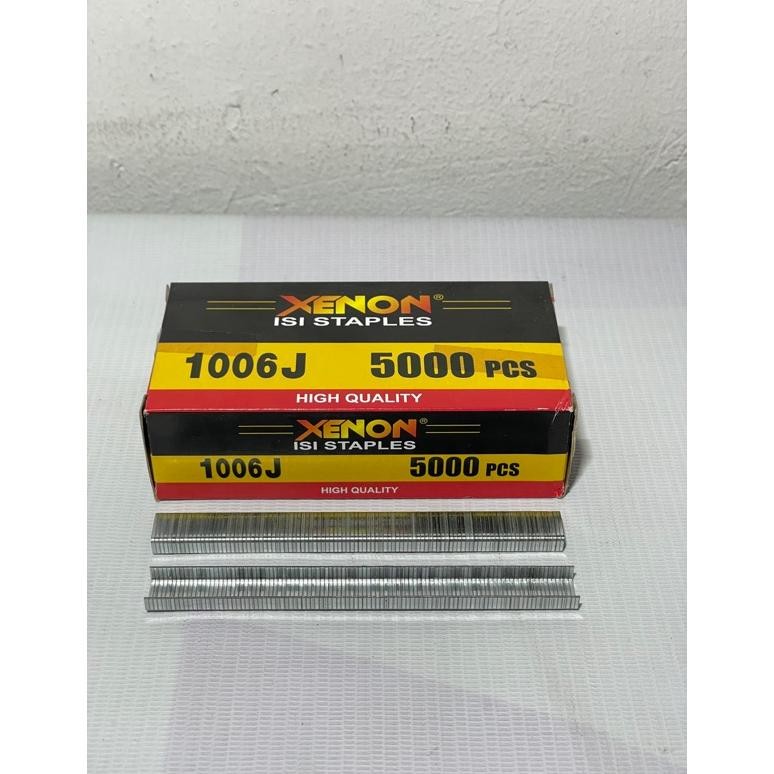 XENON®
ISI STAPLES
1006J 5000 PCS
HIGH QUALITY
XENON®
ISI STAPLES
1006J 5000 PCS
HIGH QUALITY